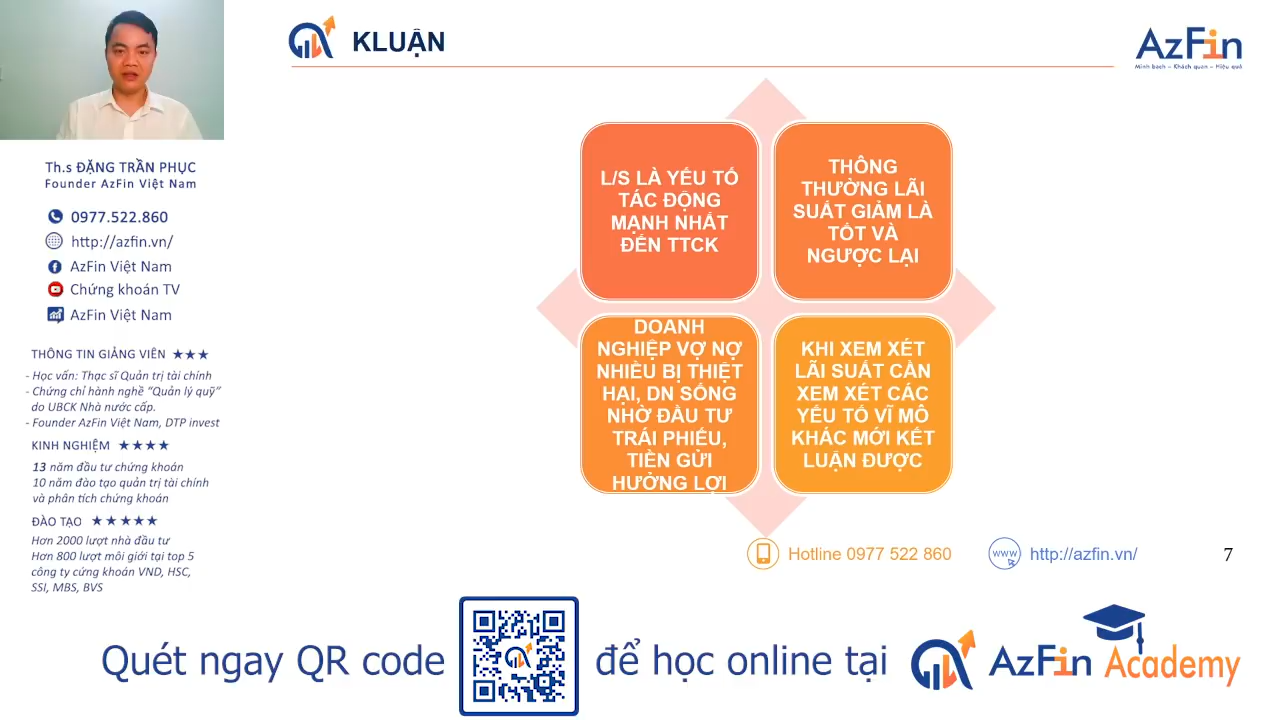 KLUẬN
AzFin
Minh bạch – Khách quan – Hiệu quả
Th.s ĐẶNG TRẦN PHỤC
Founder AzFin Việt Nam
0977.522.860
http://azfin.vn/
AzFin Việt Nam
Chứng khoán TV
AzFin Việt Nam
THÔNG TIN GIẢNG VIÊN ★★★
- Học vấn: Thạc sĩ Quản trị tài chính
- Chứng chỉ hành nghề "Quản lý quỹ"
do UBCK Nhà nước cấp.
- Founder AzFin Việt Nam, DTP invest
KINH NGHIỆM ★★★★
13 năm đầu tư chứng khoán
10 năm đào tạo quản trị tài chính
và phân tích chứng khoán
ĐÀO TẠO ★★★★★
Hơn 2000 lượt nhà đầu tư
Hơn 800 lượt môi giới tại top 5
công ty cứng khoán VND, HSC,
SSI, MBS, BVS
L/S LÀ YẾU TỐ
TÁC ĐỘNG
MẠNH NHẤT
ĐẾN TTCK
THÔNG
THƯỜNG LÃI
SUẤT GIẢM LÀ
TỐT VÀ
NGƯỢC LẠI
DOANH
NGHIỆP VỢ NỢ
NHIỀU BỊ THIỆT
HẠI, DN SỐNG
NHỜ ĐẦU TƯ
TRÁI PHIẾU,
TIỀN GỬI
HƯỞNG LỢI
KHI XEM XÉT
LÃI SUẤT CẦN
XEM XÉT CÁC
YẾU TỐ VĨ MÔ
KHÁC MỚI KẾT
LUẬN ĐƯỢC
Hotline 0977 522 860
www
http://azfin.vn/
7
Quét ngay QR code
để học online tại
AzFin Academy